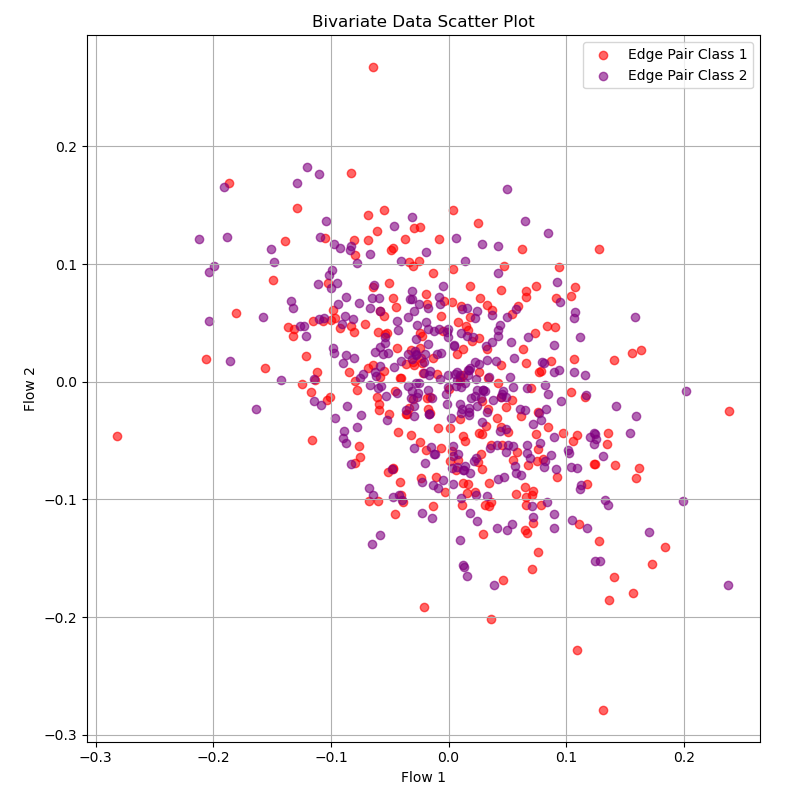 Bivariate Data Scatter Plot
Edge Pair Class 1
Edge Pair Class 2
Flow 2
0.2
0.1
0.0
−0.1
−0.2
−0.3
−0.3 −0.2 −0.1 0.0 0.1 0.2
Flow 1